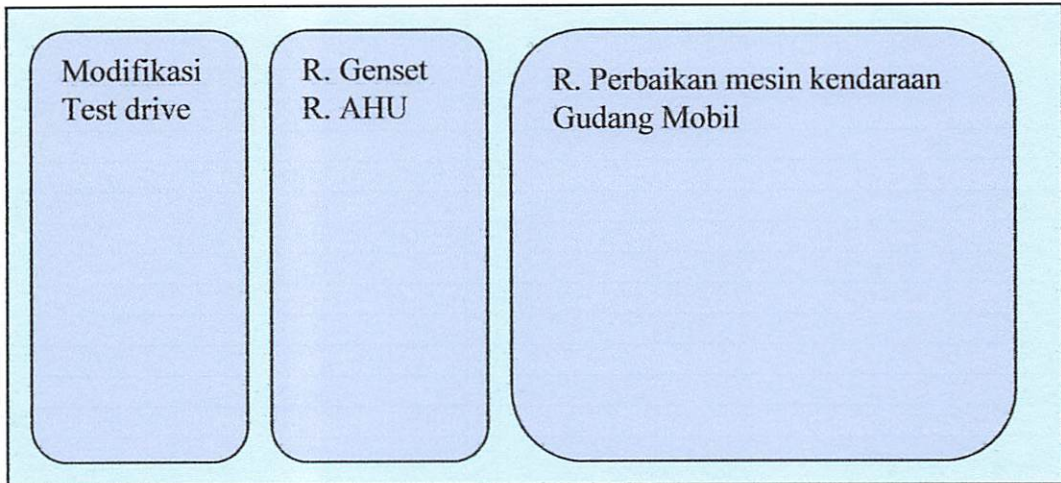 Modifikasi
Test drive
R. Genset
R. AHU
R. Perbaikan mesin kendaraan
Gudang Mobil